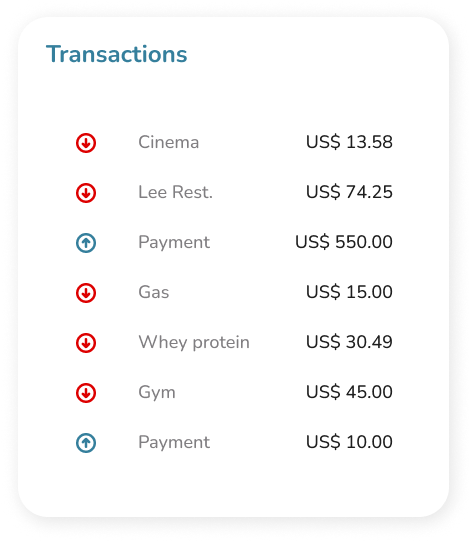 Transactions
Cinema US$ 13.58
Lee Rest. US$ 74.25
Payment US$ 550.00
Gas US$ 15.00
Whey protein US$ 30.49
Gym US$ 45.00
Payment US$ 10.00